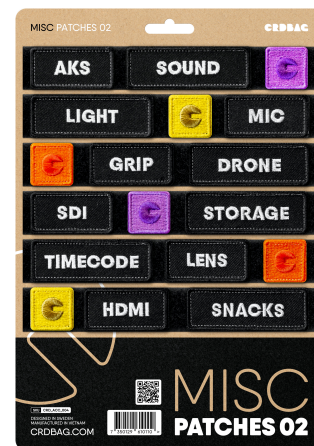 MISC PATCHES 02
CRDBAG
AKS
SOUND
LIGHT
MIC
GRIP
DRONE
SDI
STORAGE
TIMECODE
LENS
HDMI
SNACKS
MISC
PATCHES 02
CRD_ACC_004
DESIGNED IN SWEDEN
MANUFACTURED IN VIETNAM
CRDBAG.COM